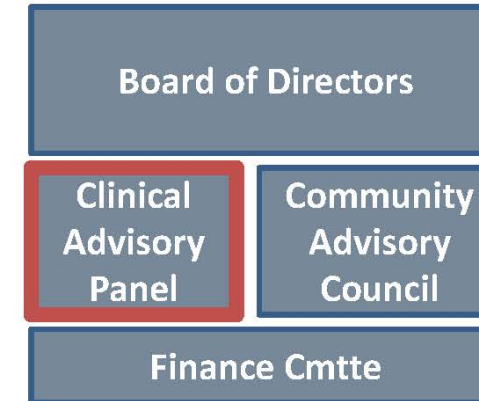 Board of Directors
Clinical
Advisory
Panel
Community
Advisory
Council
Finance Cmtte